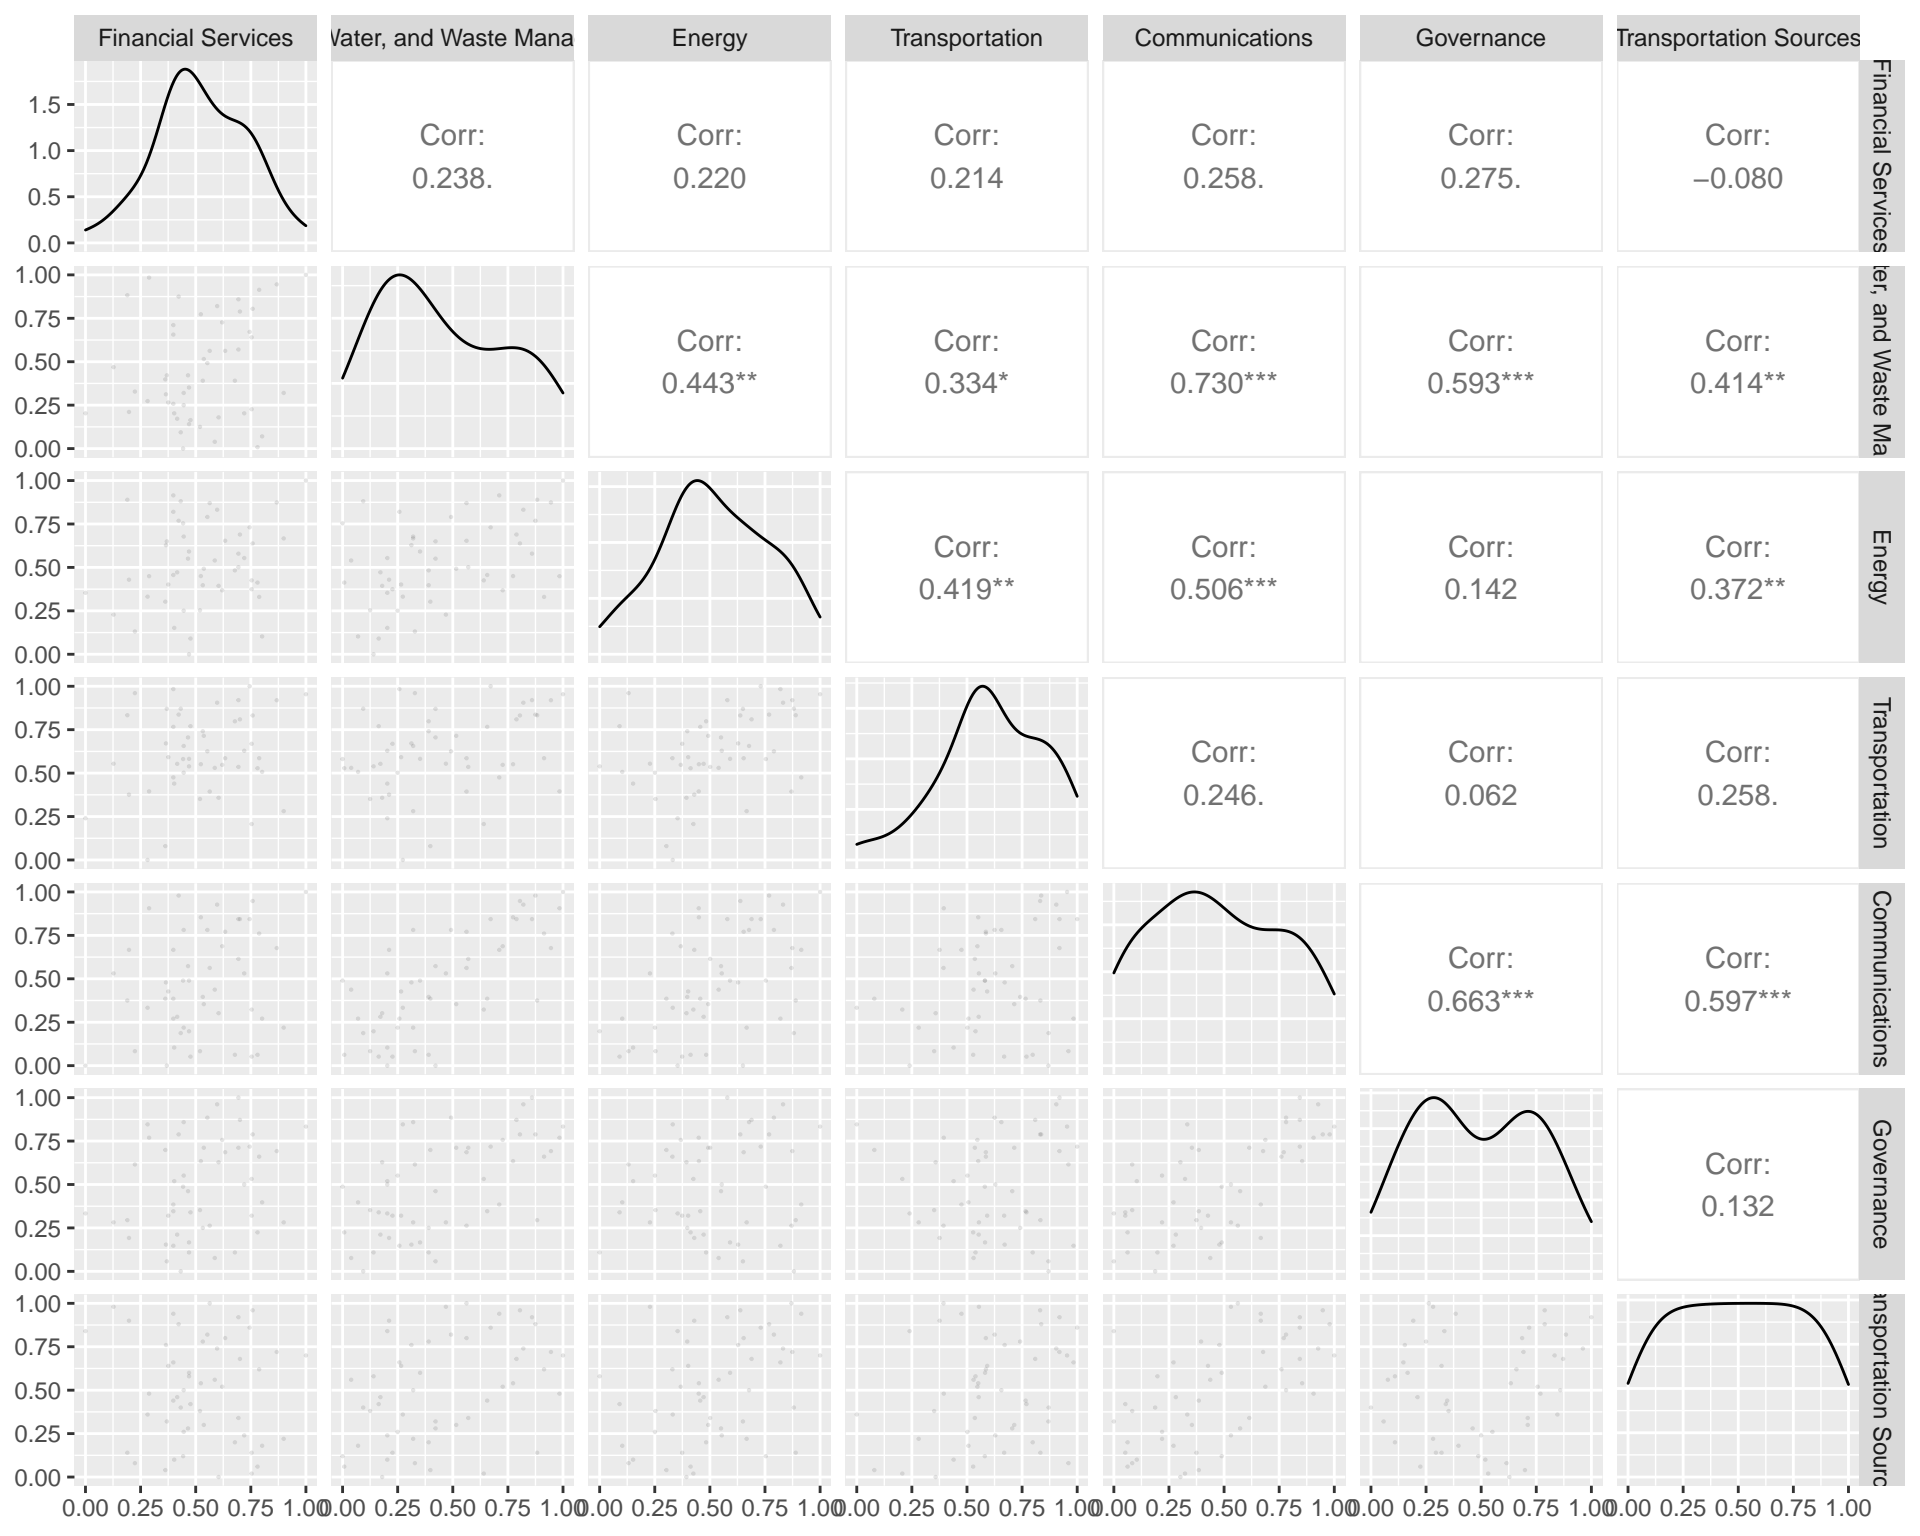 Financial Services
Water, and Waste Mana
Energy
Transportation
Communications
Governance
Transportation Sources
1.5
1.0
0.5
0.0
Corr:
0.238.
Corr:
0.220
Corr:
0.214
Corr:
0.258.
Corr:
0.275.
Corr:
−0.080
Financial Services
1.00
0.75
0.50
0.25
0.00
Corr:
0.443**
Corr:
0.334*
Corr:
0.730***
Corr:
0.593***
Corr:
0.414**
ter, and Waste Ma
1.00
0.75
0.50
0.25
0.00
Corr:
0.419**
Corr:
0.506***
Corr:
0.142
Corr:
0.372**
Energy
1.00
0.75
0.50
0.25
0.00
Corr:
0.246.
Corr:
0.062
Corr:
0.258.
Transportation
1.00
0.75
0.50
0.25
0.00
Corr:
0.663***
Corr:
0.597***
Communications
1.00
0.75
0.50
0.25
0.00
Corr:
0.132
Governance
1.00
0.75
0.50
0.25
0.00
ansportation Sourc
0.00 0.25 0.50 0.75 1.00
0.00 0.25 0.50 0.75 1.00
0.00 0.25 0.50 0.75 1.00
0.00 0.25 0.50 0.75 1.00
0.00 0.25 0.50 0.75 1.00
0.00 0.25 0.50 0.75 1.00
0.00 0.25 0.50 0.75 1.00